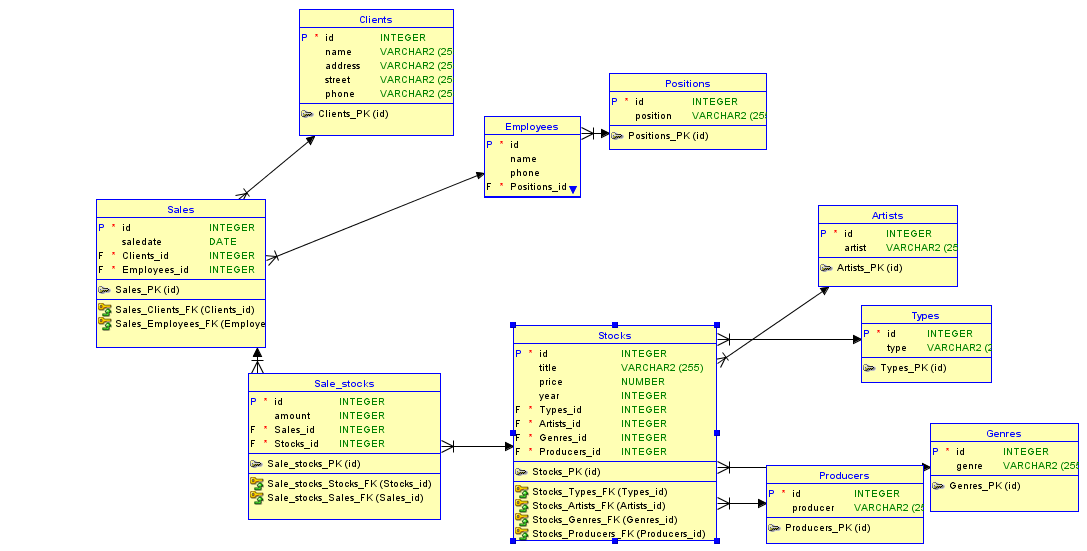 Clients
P * id INTEGER
name VARCHAR2 (25
address VARCHAR2 (25
street VARCHAR2 (25
phone VARCHAR2 (25
Clients_PK (id)
Positions
P * id INTEGER
position VARCHAR2 (255
Positions_PK (id)
Employees
P * id
name
phone
F * Positions_id
Sales
P * id INTEGER
saledate DATE
F * Clients_id INTEGER
F * Employees_id INTEGER
Sales_PK (id)
Sales_Clients_FK (Clients_id)
Sales_Employees_FK (Employe
Artists
P * id INTEGER
artist VARCHAR2 (25
Artists_PK (id)
Types
P * id INTEGER
type VARCHAR2 (2
Types_PK (id)
Stocks
P * id INTEGER
title VARCHAR2 (255)
price NUMBER
year INTEGER
F * Types_id INTEGER
F * Artists_id INTEGER
F * Genres_id INTEGER
F * Producers_id INTEGER
Stocks_PK (id)
Stocks_Types_FK (Types_id)
Stocks_Artists_FK (Artists_id)
Stocks_Genres_FK (Genres_id)
Stocks_Producers_FK (Producers_id)
Sale_stocks
P * id INTEGER
amount INTEGER
F * Sales_id INTEGER
F * Stocks_id INTEGER
Sale_stocks_PK (id)
Sale_stocks_Stocks_FK (Stocks_id)
Sale_stocks_Sales_FK (Sales_id)
Genres
P * id INTEGER
genre VARCHAR2 (255
Genres_PK (id)
Producers
P * id INTEGER
producer VARCHAR2 (25
Producers_PK (id)